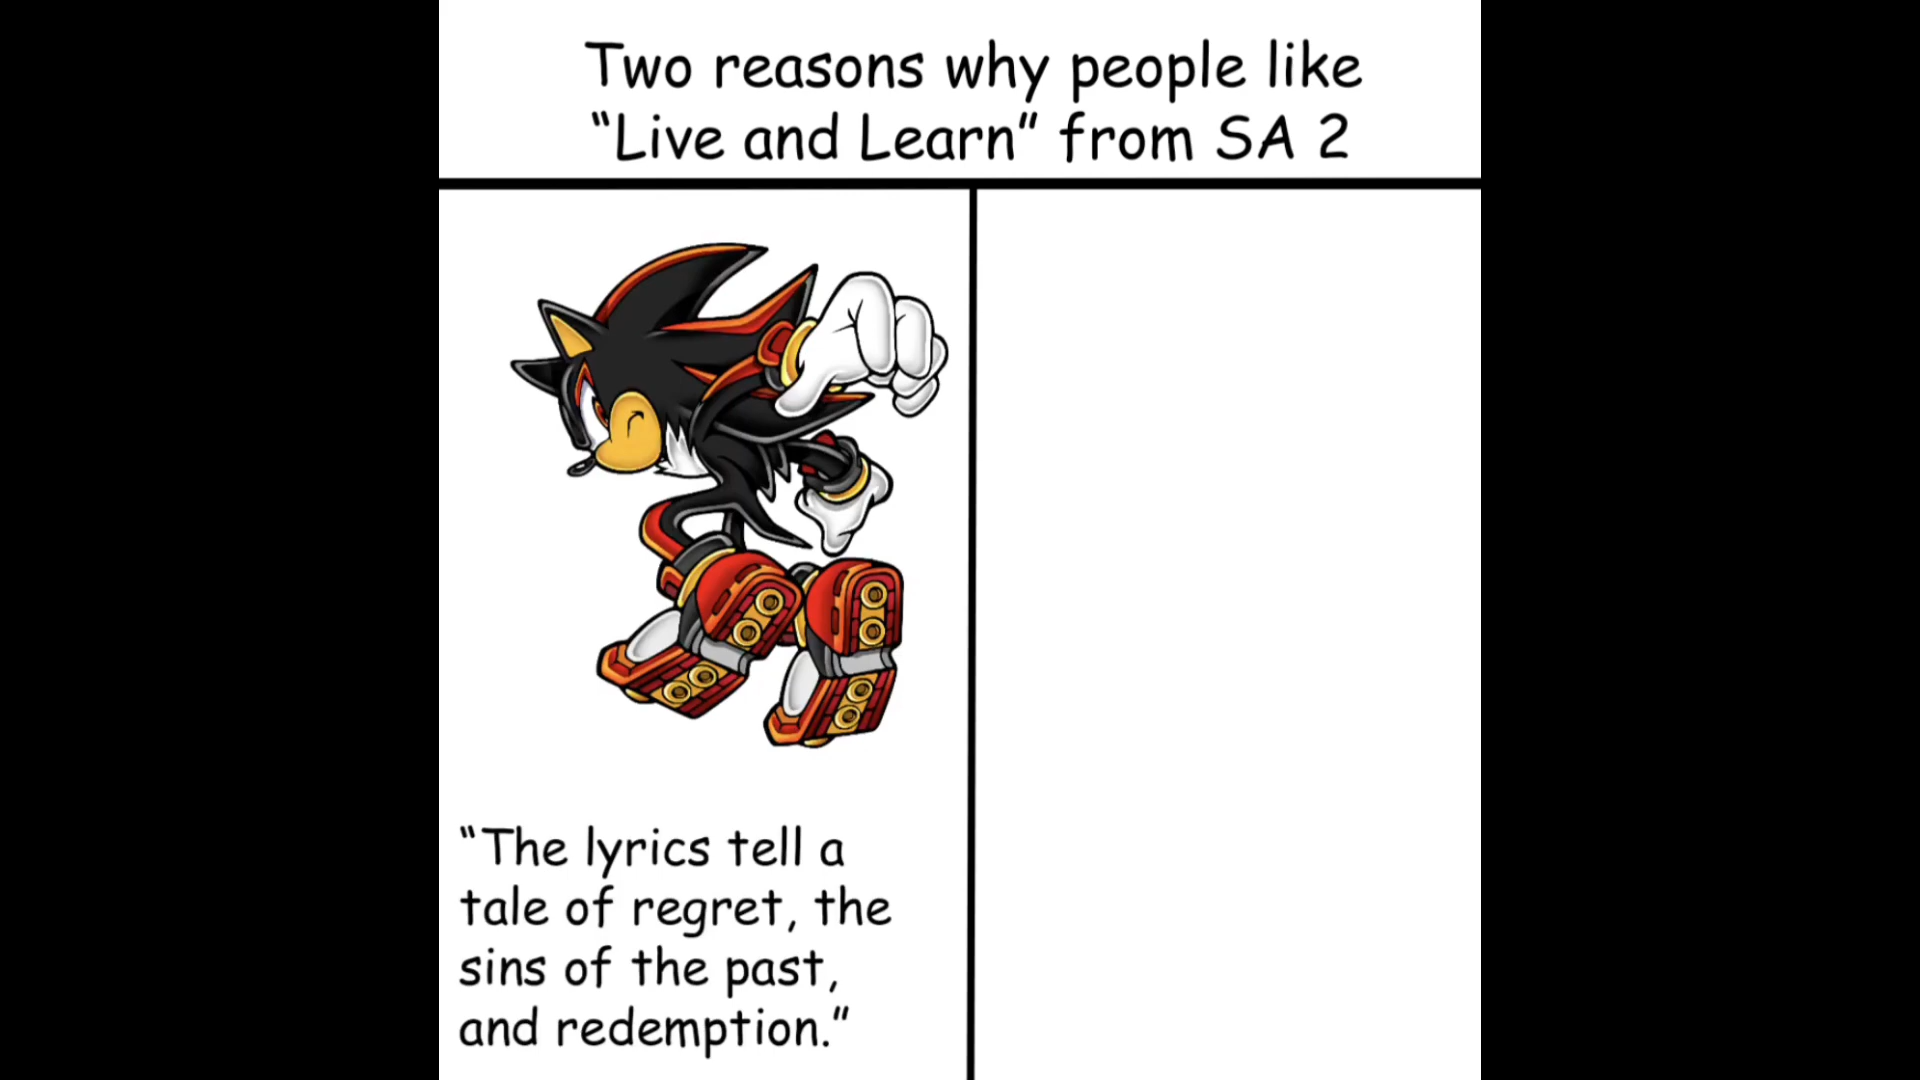 Two reasons why people like
“Live and Learn” from SA 2
“The lyrics tell a
tale of regret, the
sins of the past,
and redemption.”